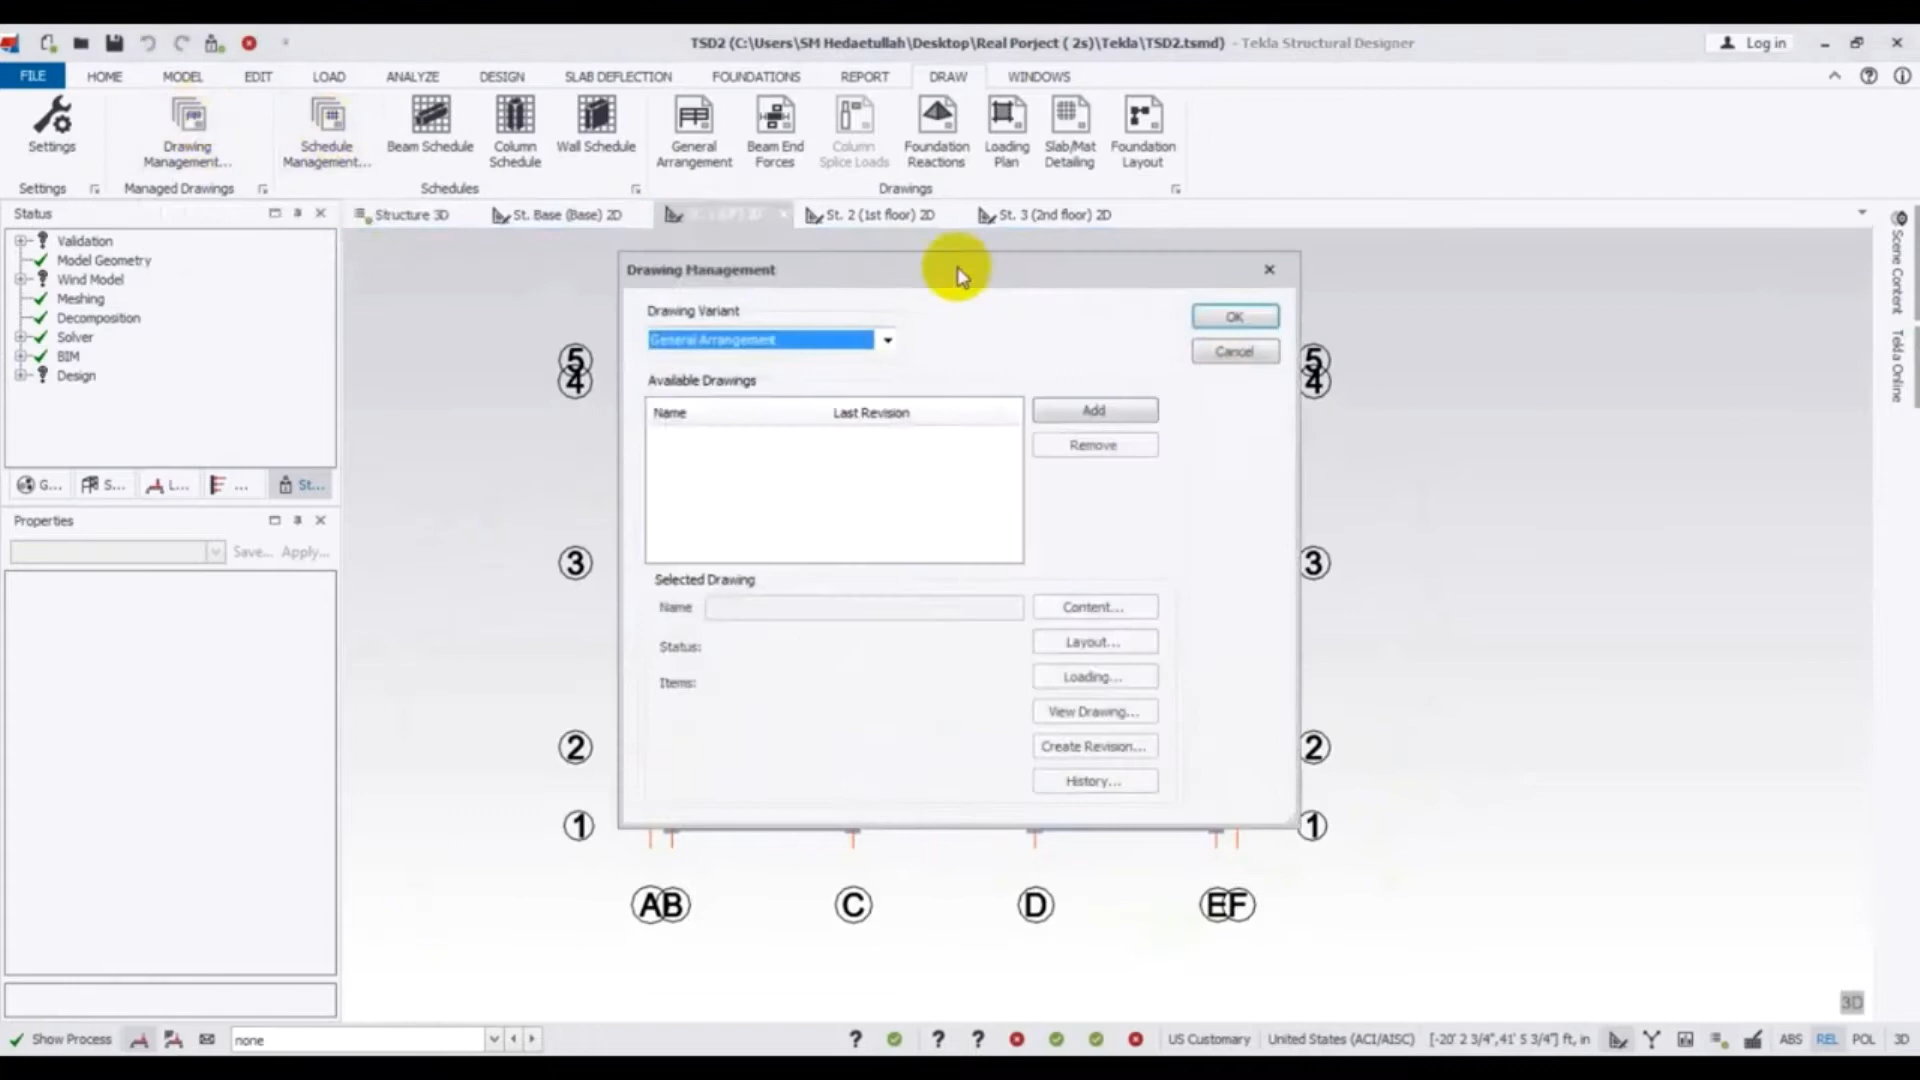 TSD2 (C:\Users\SM Hedaetullah\Desktop\Real Porject ( 2s)\Tekla\TSD2.tsmd) - Tekla Structural Designer
Log in
FILE HOME MODEL EDIT LOAD ANALYZE DESIGN SLAB DEFLECTION FOUNDATIONS REPORT DRAW WINDOWS
Settings
Drawing Management...
Schedule Management...
Beam Schedule
Column Schedule
Wall Schedule
General Arrangement
Beam End Forces
Column Splice Loads
Foundation Reactions
Loading Plan
Slab/Mat Detailing
Foundation Layout
Settings Managed Drawings Schedules Drawings
Status
Structure 3D St. Base (Base) 2D St. 2 (1st floor) 2D St. 3 (2nd floor) 2D
Validation
Model Geometry
Wind Model
Meshing
Decomposition
Solver
BIM
Design
G... S... L... ... St...
Properties
Save... Apply...
Drawing Management
Drawing Variant
General Arrangement
OK
Cancel
Available Drawings
Name Last Revision
Add
Remove
Selected Drawing
Name
Content...
Status:
Layout...
Items:
Loading...
View Drawing...
Create Revision...
History...
5 5
4 4
3 3
2 2
1 1
A B C D E F
Scene Content
Tekla Online
3D
Show Process none ? ? ? US Customary United States (ACI/AISC) [-20' 2 3/4",41' 5 3/4"] ft, in ABS REL POL 3D